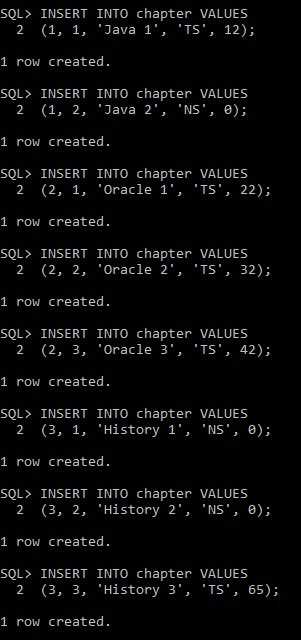 SQL> INSERT INTO chapter VALUES
2 (1, 1, 'Java 1', 'TS', 12);
1 row created.
SQL> INSERT INTO chapter VALUES
2 (1, 2, 'Java 2', 'NS', 0);
1 row created.
SQL> INSERT INTO chapter VALUES
2 (2, 1, 'Oracle 1', 'TS', 22);
1 row created.
SQL> INSERT INTO chapter VALUES
2 (2, 2, 'Oracle 2', 'TS', 32);
1 row created.
SQL> INSERT INTO chapter VALUES
2 (2, 3, 'Oracle 3', 'TS', 42);
1 row created.
SQL> INSERT INTO chapter VALUES
2 (3, 1, 'History 1', 'NS', 0);
1 row created.
SQL> INSERT INTO chapter VALUES
2 (3, 2, 'History 2', 'NS', 0);
1 row created.
SQL> INSERT INTO chapter VALUES
2 (3, 3, 'History 3', 'TS', 65);
1 row created.